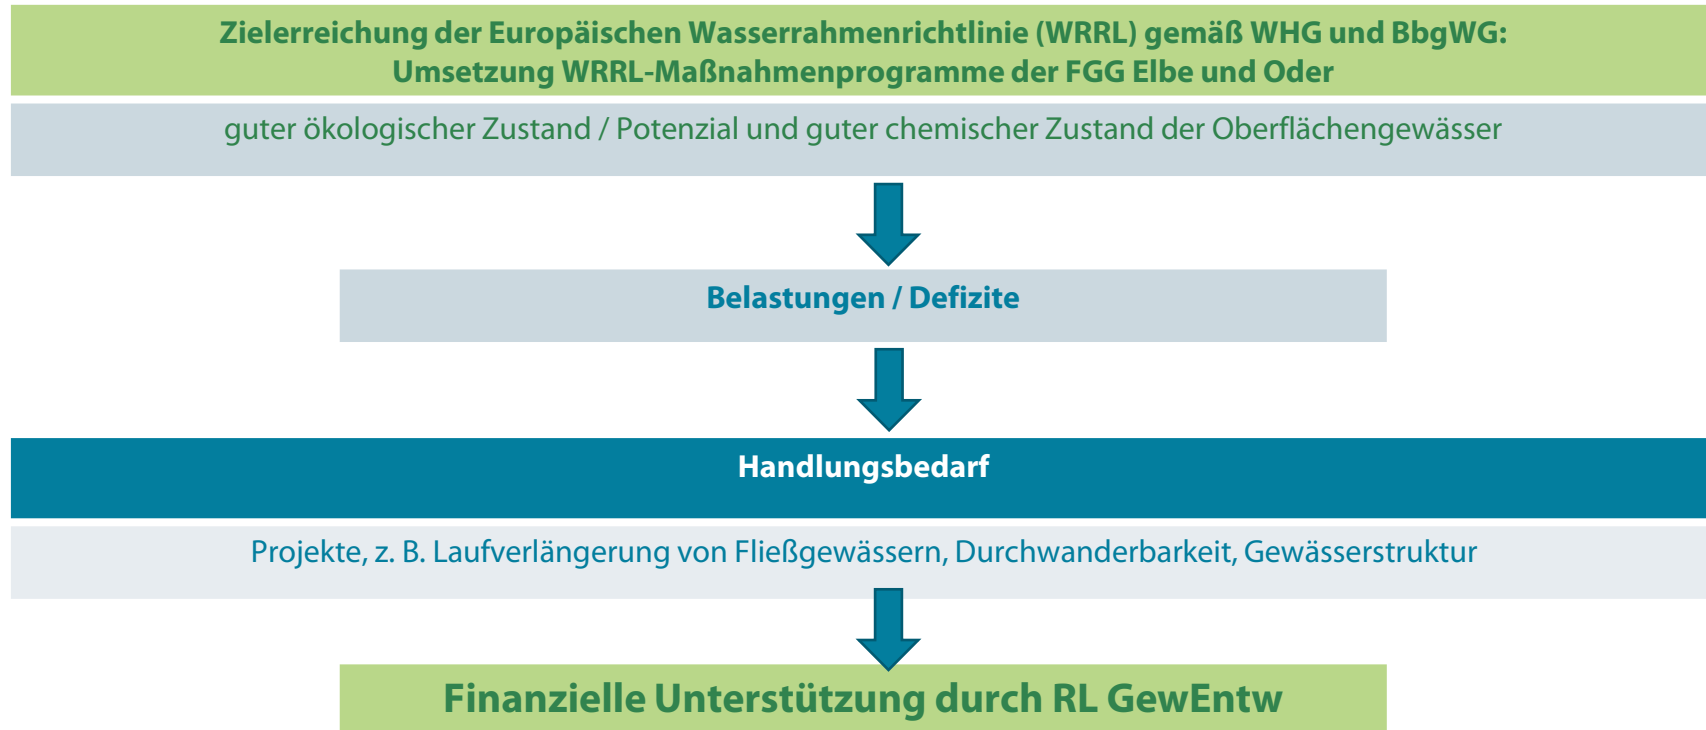 Zielerreichung der Europäischen Wasserrahmenrichtlinie (WRRL) gemäß WHG und BbgWG:
Umsetzung WRRL-Maßnahmenprogramme der FGG Elbe und Oder
guter ökologischer Zustand / Potenzial und guter chemischer Zustand der Oberflächengewässer
Belastungen / Defizite
Handlungsbedarf
Projekte, z. B. Laufverlängerung von Fließgewässern, Durchwanderbarkeit, Gewässerstruktur
Finanzielle Unterstützung durch RL GewEntw